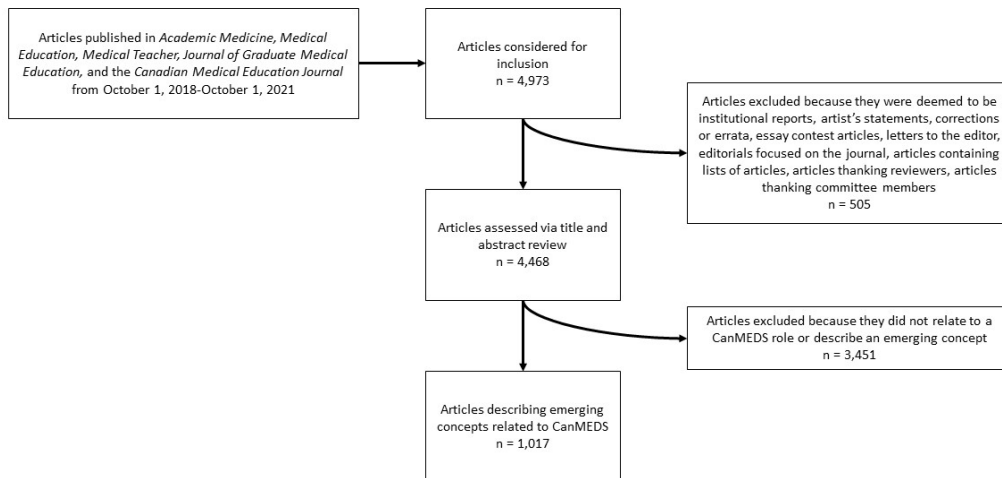 Articles published in Academic Medicine, Medical
Education, Medical Teacher, Journal of Graduate Medical
Education, and the Canadian Medical Education Journal
from October 1, 2018-October 1, 2021
Articles considered for
inclusion
n = 4,973
Articles excluded because they were deemed to be
institutional reports, artist's statements, corrections
or errata, essay contest articles, letters to the editor,
editorials focused on the journal, articles containing
lists of articles, articles thanking reviewers, articles
thanking committee members
n = 505
Articles assessed via title and
abstract review
n = 4,468
Articles excluded because they did not relate to a
CanMEDS role or describe an emerging concept
n = 3,451
Articles describing emerging
concepts related to CanMEDS
n = 1,017